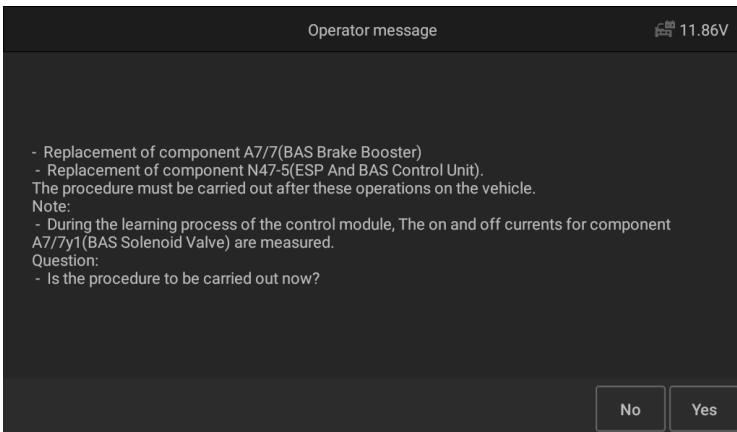 Operator message
11.86V
- Replacement of component A7/7(BAS Brake Booster)
- Replacement of component N47-5(ESP And BAS Control Unit).
The procedure must be carried out after these operations on the vehicle.
Note:
- During the learning process of the control module, The on and off currents for component
A7/7y1(BAS Solenoid Valve) are measured.
Question:
- Is the procedure to be carried out now?
No
Yes